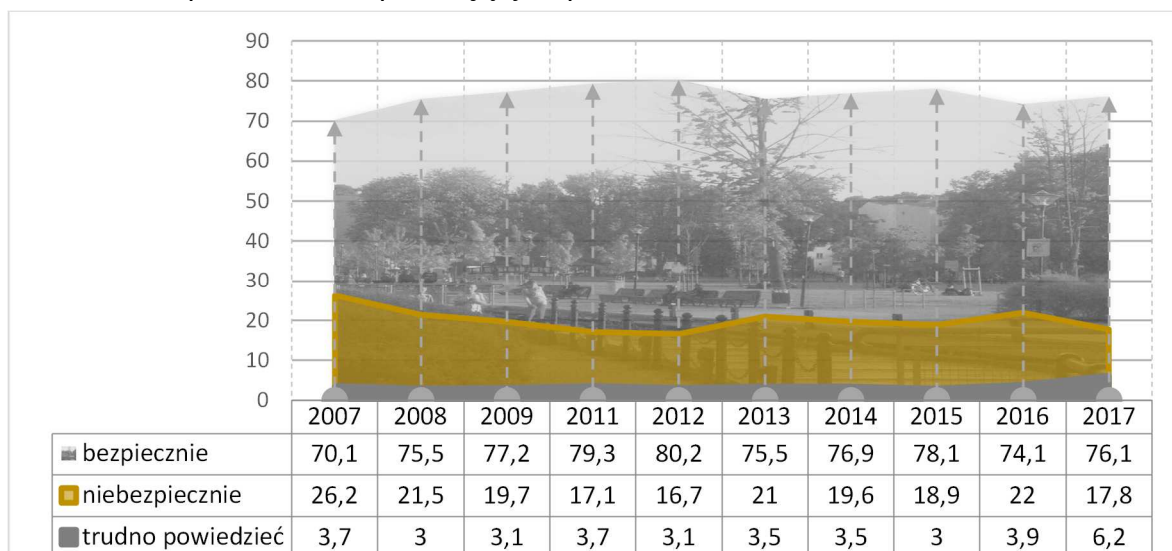 90
80
70
60
50
40
30
20
10
0
2007 2008 2009 2011 2012 2013 2014 2015 2016 2017
bezpiecznie 70,1 75,5 77,2 79,3 80,2 75,5 76,9 78,1 74,1 76,1
niebezpiecznie 26,2 21,5 19,7 17,1 16,7 21 19,6 18,9 22 17,8
trudno powiedzieć 3,7 3 3,1 3,7 3,1 3,5 3,5 3 3,9 6,2